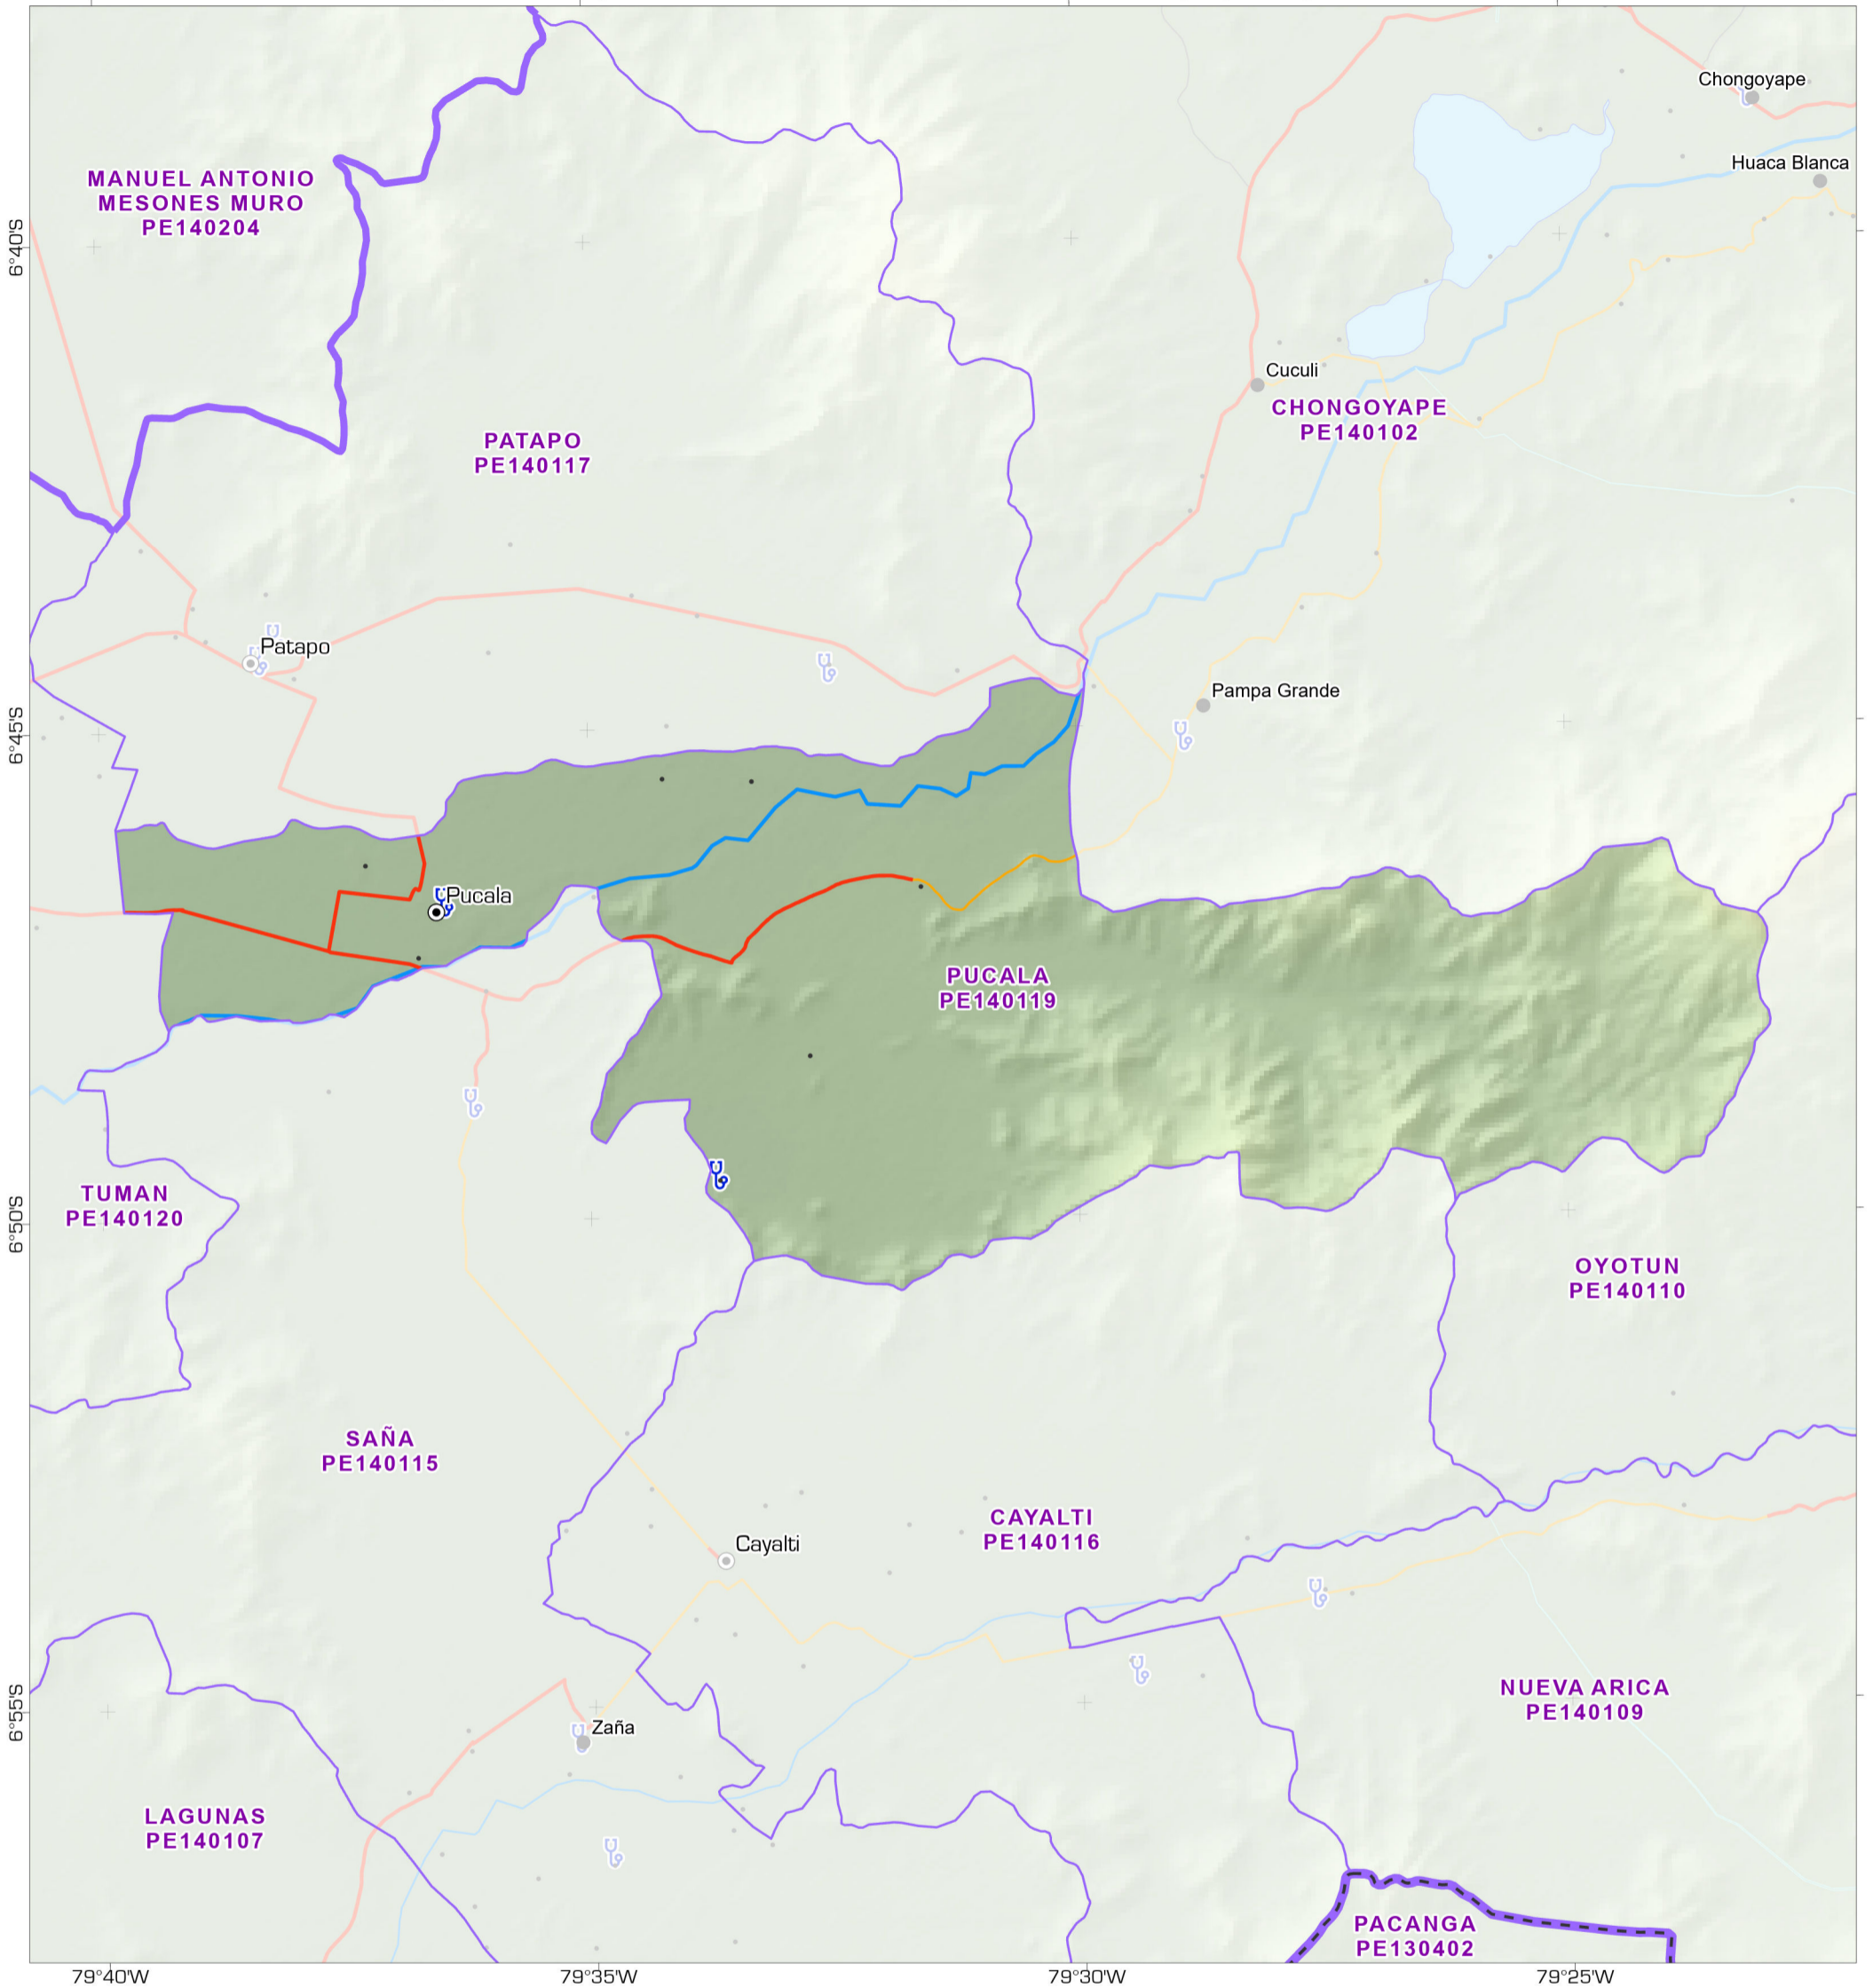 Chongoyape
Huaca Blanca
MANUEL ANTONIO
MESONES MURO
PE140204
6°40'S
Cuculi
CHONGOYAPE
PE140102
PATAPO
PE140117
Patapo
Pampa Grande
6°45'S
Pucala
PUCALA
PE140119
TUMAN
PE140120
6°50'S
OYOTUN
PE140110
SAÑA
PE140115
CAYALTI
PE140116
Cayalti
NUEVA ARICA
PE140109
6°55'S
Zaña
LAGUNAS
PE140107
PACANGA
PE130402
79°40'W
79°35'W
79°30'W
79°25'W